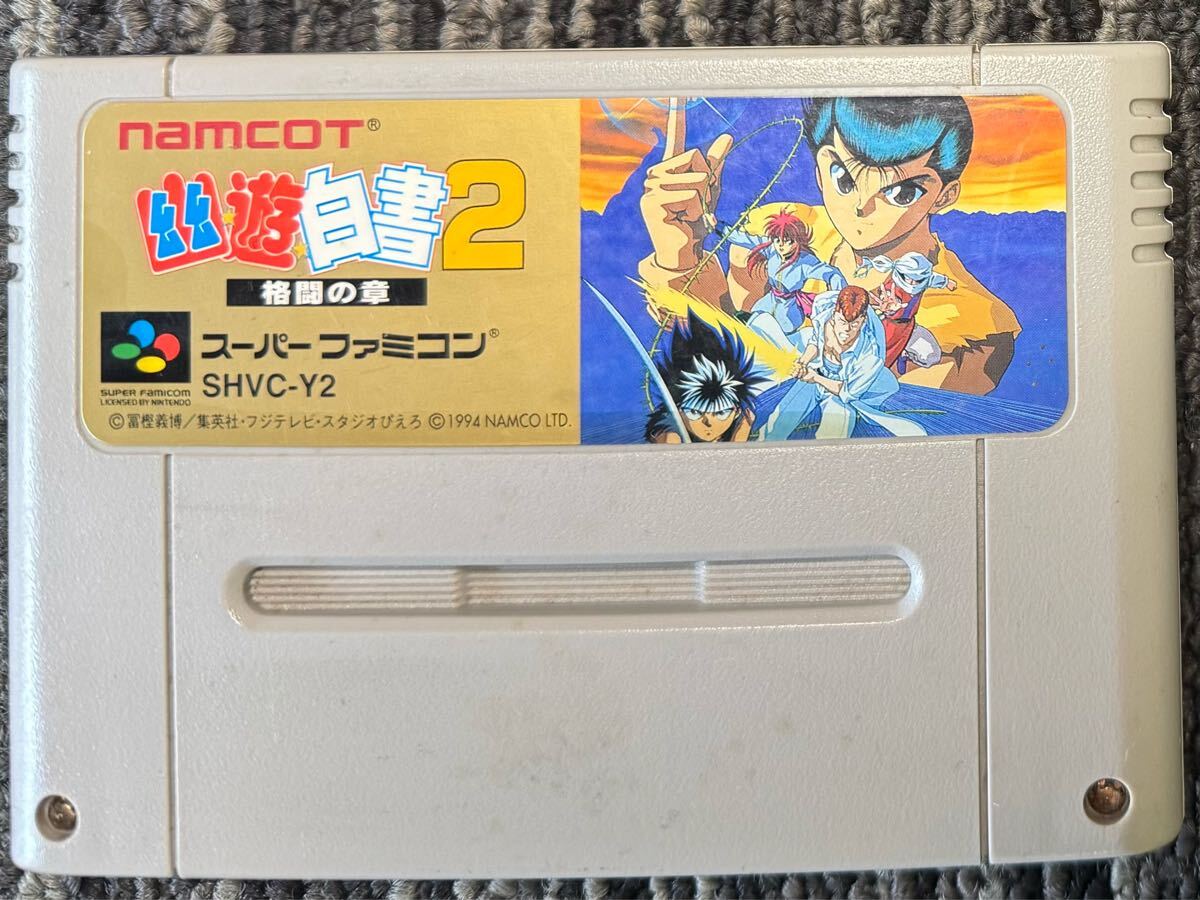 namcoT®
幽遊白書2
格闘の章
スーパーファミコン®
SUPER FAMICOM
LICENSED BY NINTENDO
SHVC-Y2
©冨樫義博/集英社・フジテレビ・スタジオぴえろ ©1994 NAMCO LTD.